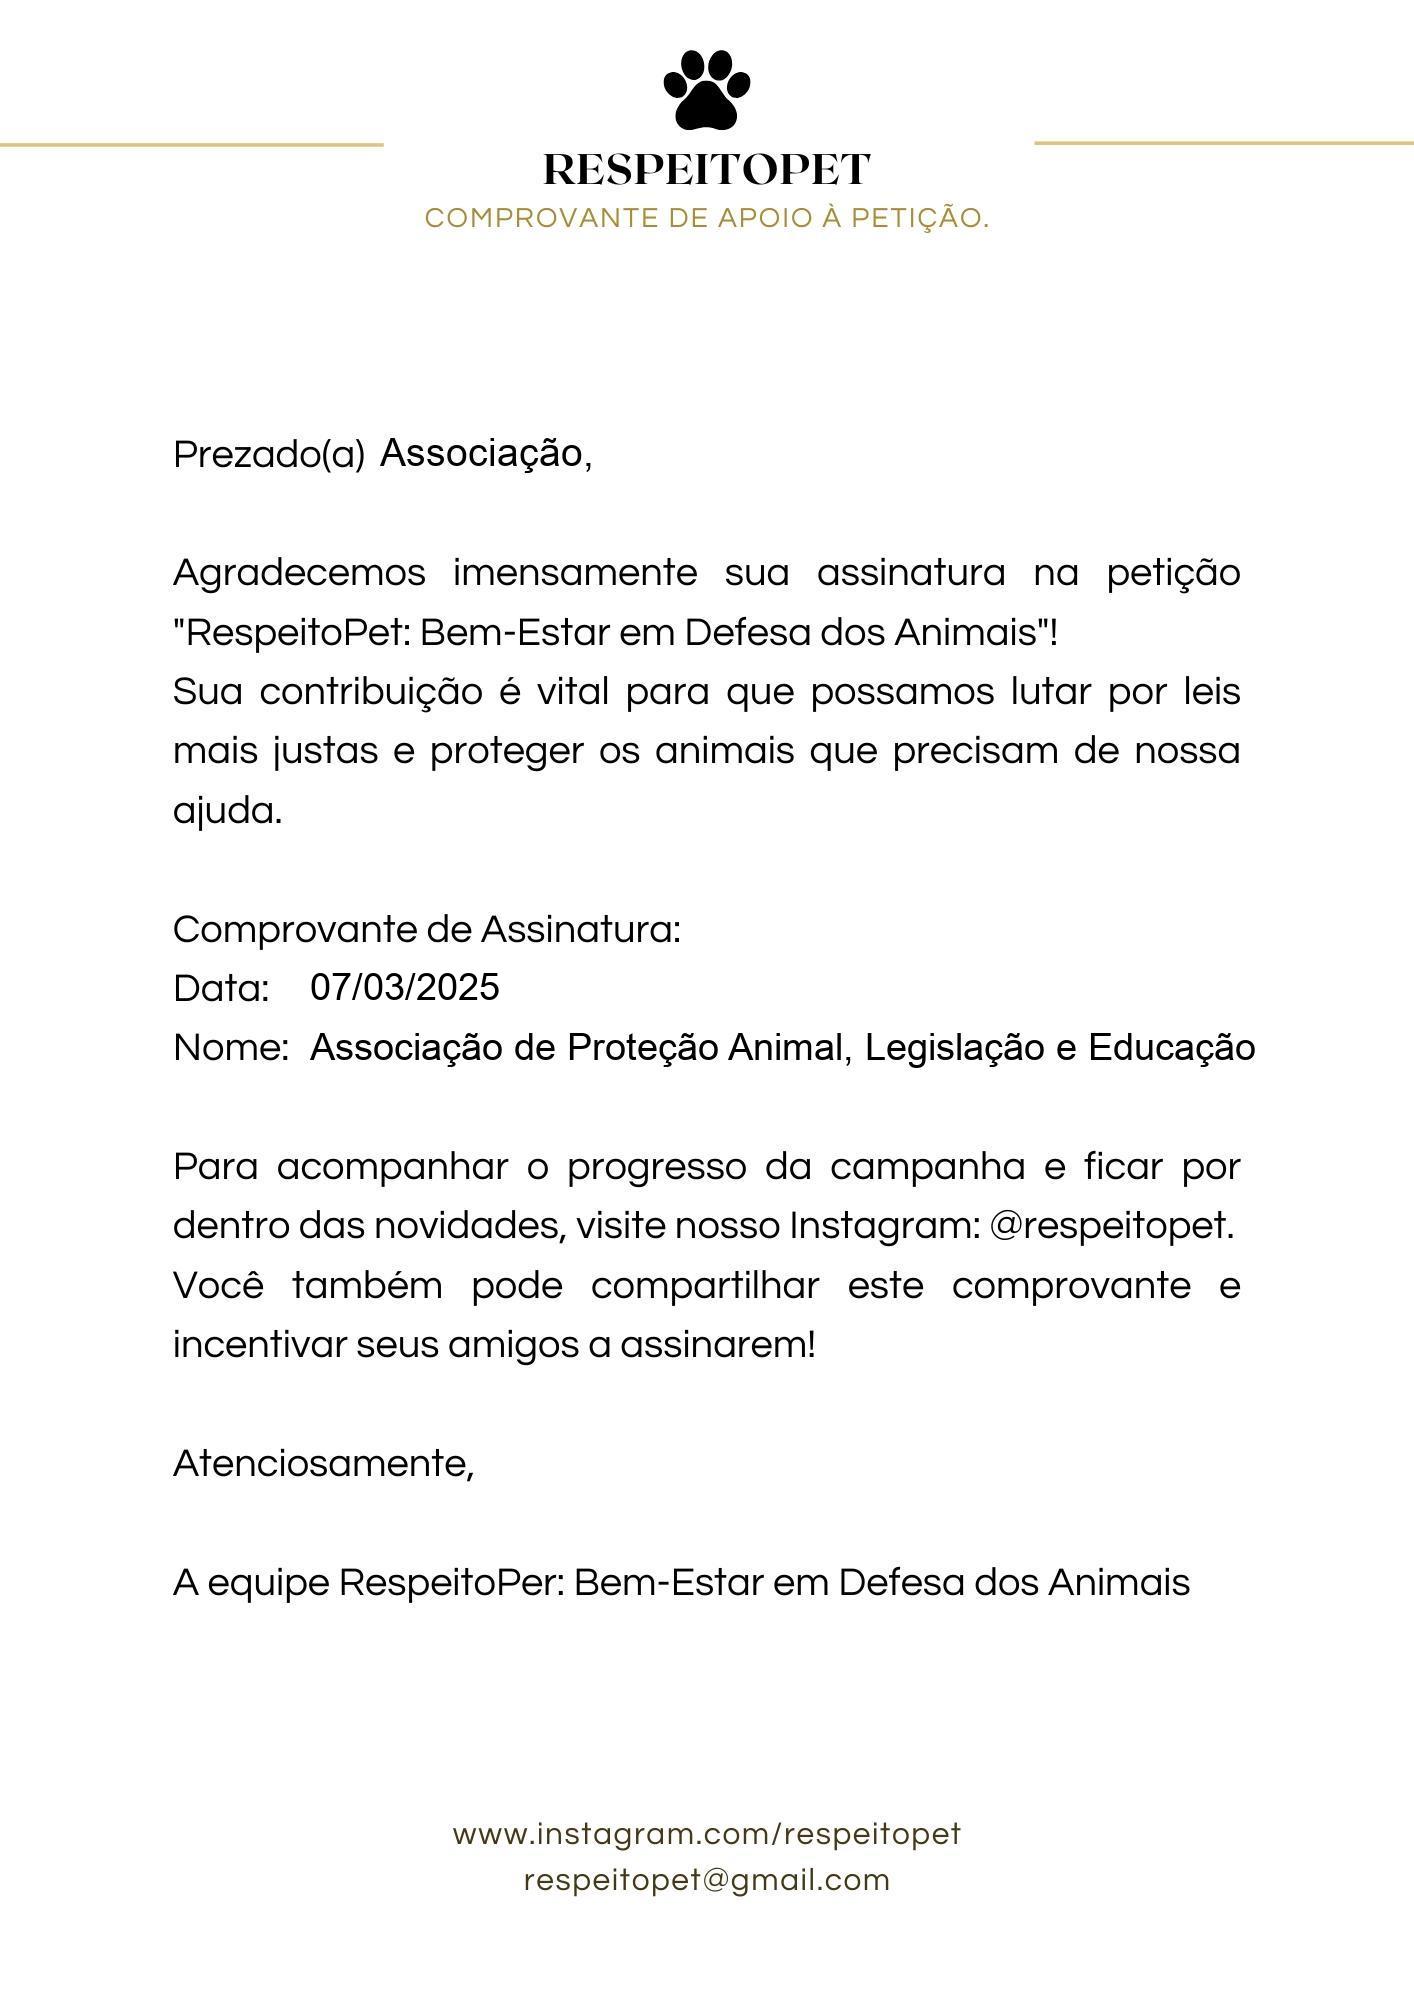 RESPEITOPET
COMPROVANTE DE APOIO À PETIÇÃO.
Prezado(a) Associação,
Agradecemos imensamente sua assinatura na petição
"RespeitoPet: Bem-Estar em Defesa dos Animais"!
Sua contribuição é vital para que possamos lutar por leis
mais justas e proteger os animais que precisam de nossa
ajuda.
Comprovante de Assinatura:
Data: 07/03/2025
Nome: Associação de Proteção Animal, Legislação e Educação
Para acompanhar o progresso da campanha e ficar por
dentro das novidades, visite nosso Instagram: @respeitopet.
Você também pode compartilhar este comprovante e
incentivar seus amigos a assinarem!
Atenciosamente,
A equipe RespeitoPer: Bem-Estar em Defesa dos Animais
www.instagram.com/respeitopet
respeitopet@gmail.com